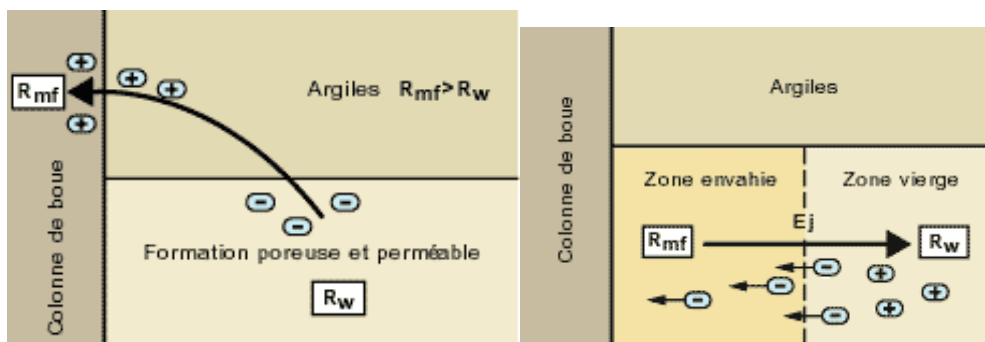 Colonne de boue
Rmf
Argiles Rmf>Rw
Formation poreuse et perméable
Rw
Colonne de boue
Argiles
Zone envahie
Zone vierge
Ej
Rmf
Rw